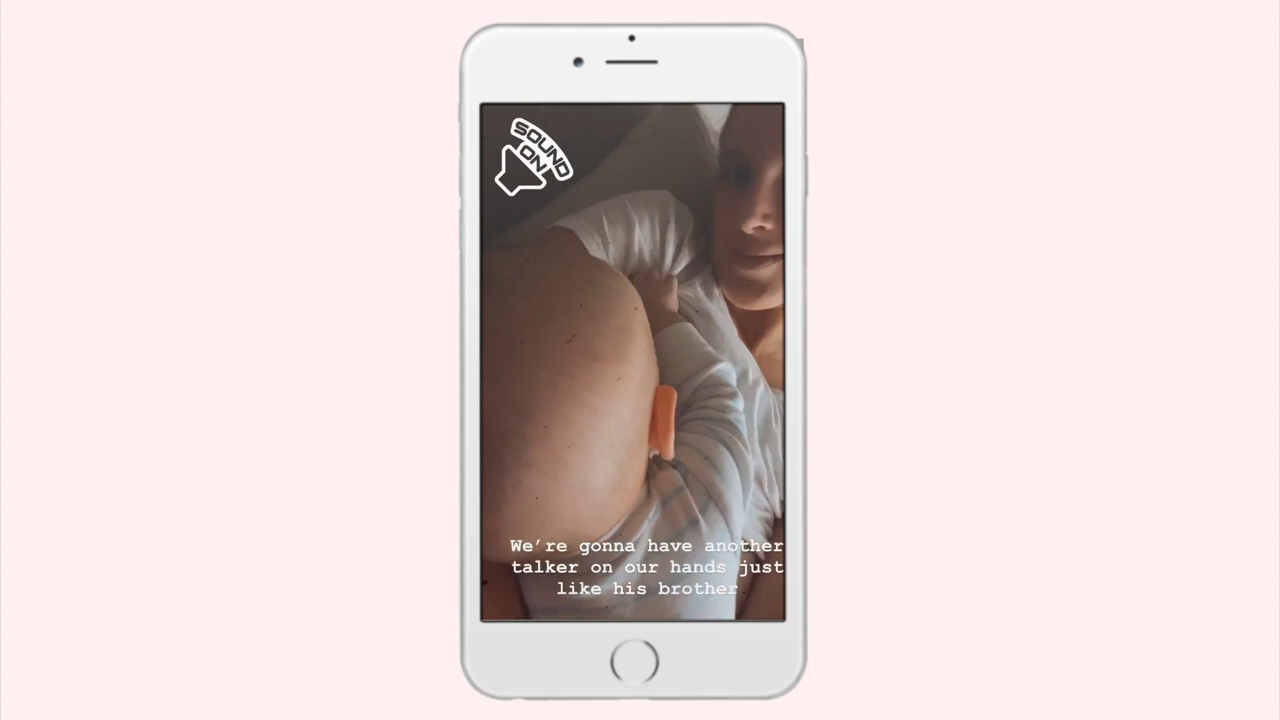 SOUND
ON
We're gonna have another
talker on our hands just
like his brother